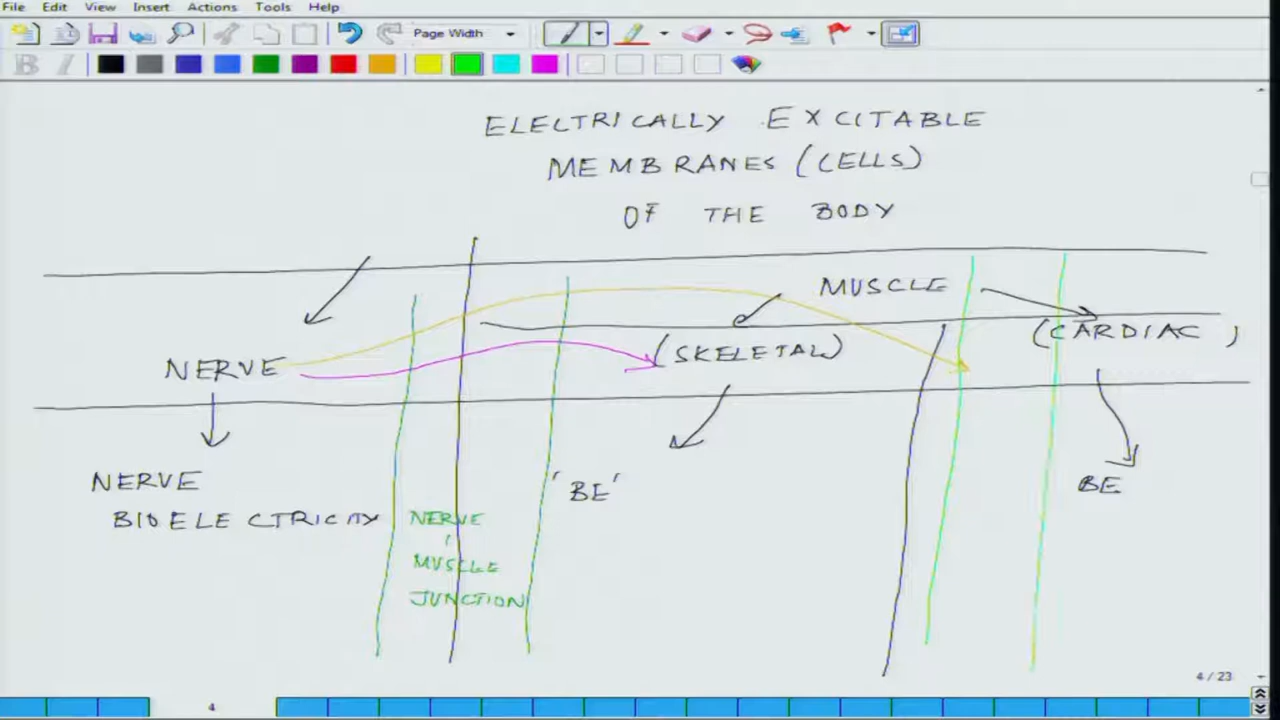 File Edit View Insert Actions Tools Help
Page Width
B I
ELECTRICALLY EXCITABLE
MEMBRANES (CELLS)
OF THE BODY
MUSCLE
NERVE
(SKELETAL)
(CARDIAC)
NERVE
BIOELECTRICITY
'BE'
BE
NERVE
MUSCLE
JUNCTION
4 / 23
4